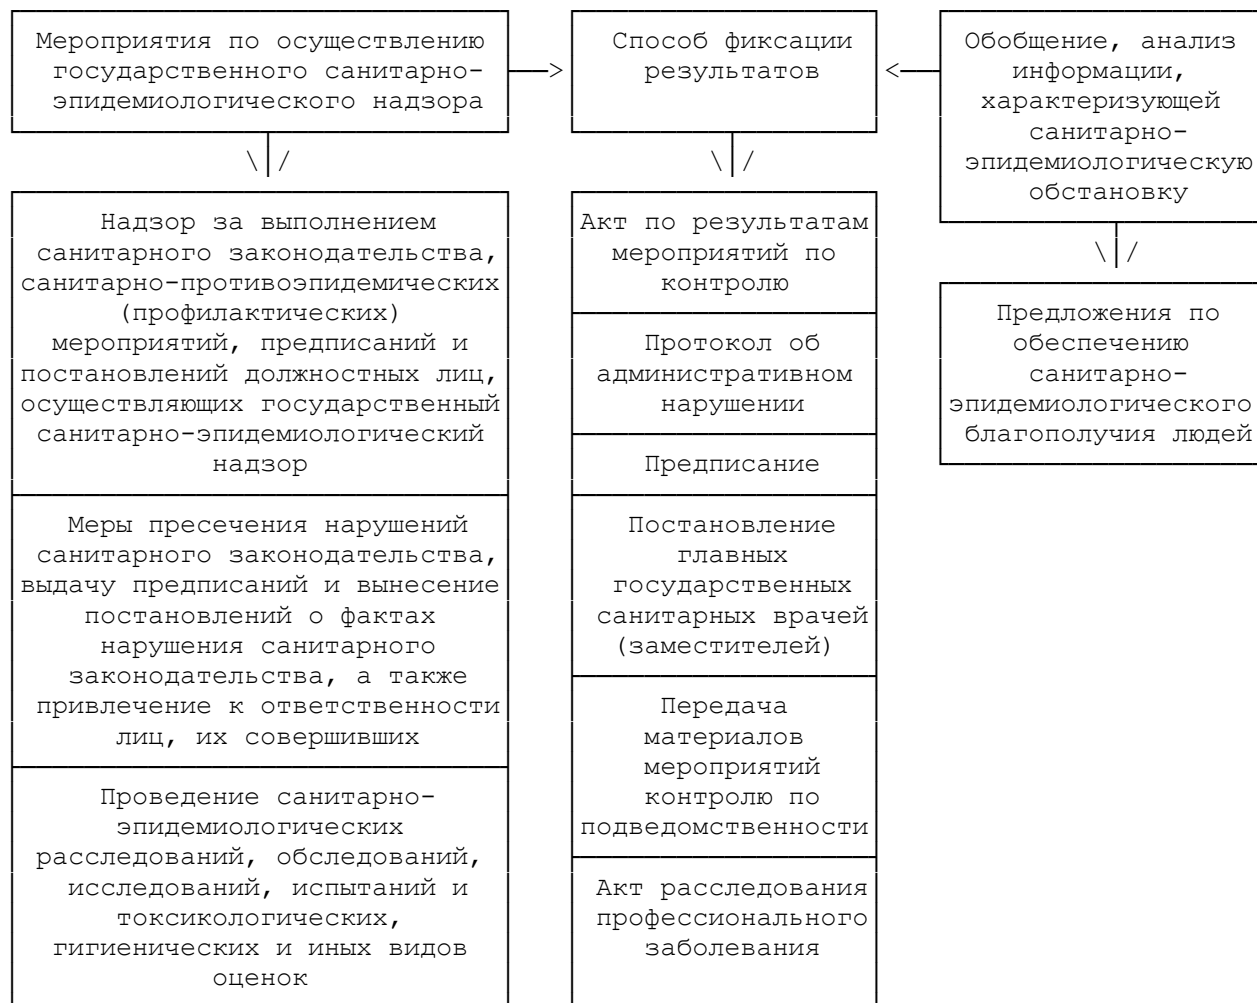 Мероприятия по осуществлению
государственного санитарно-
эпидемиологического надзора
Способ фиксации
результатов
Обобщение, анализ
информации,
характеризующей
санитарно-
эпидемиологическую
обстановку
Надзор за выполнением
санитарного законодательства,
санитарно-противоэпидемических
(профилактических)
мероприятий, предписаний и
постановлений должностных лиц,
осуществляющих государственный
санитарно-эпидемиологический
надзор
Меры пресечения нарушений
санитарного законодательства,
выдачу предписаний и вынесение
постановлений о фактах
нарушения санитарного
законодательства, а также
привлечение к ответственности
лиц, их совершивших
Проведение санитарно-
эпидемиологических
расследований, обследований,
исследований, испытаний и
токсикологических,
гигиенических и иных видов
оценок
Акт по результатам
мероприятий по
контролю
Протокол об
административном
нарушении
Предписание
Постановление
главных
государственных
санитарных врачей
(заместителей)
Передача
материалов
мероприятий
контролю по
подведомственности
Акт расследования
профессионального
заболевания
Предложения по
обеспечению
санитарно-
эпидемиологического
благополучия людей